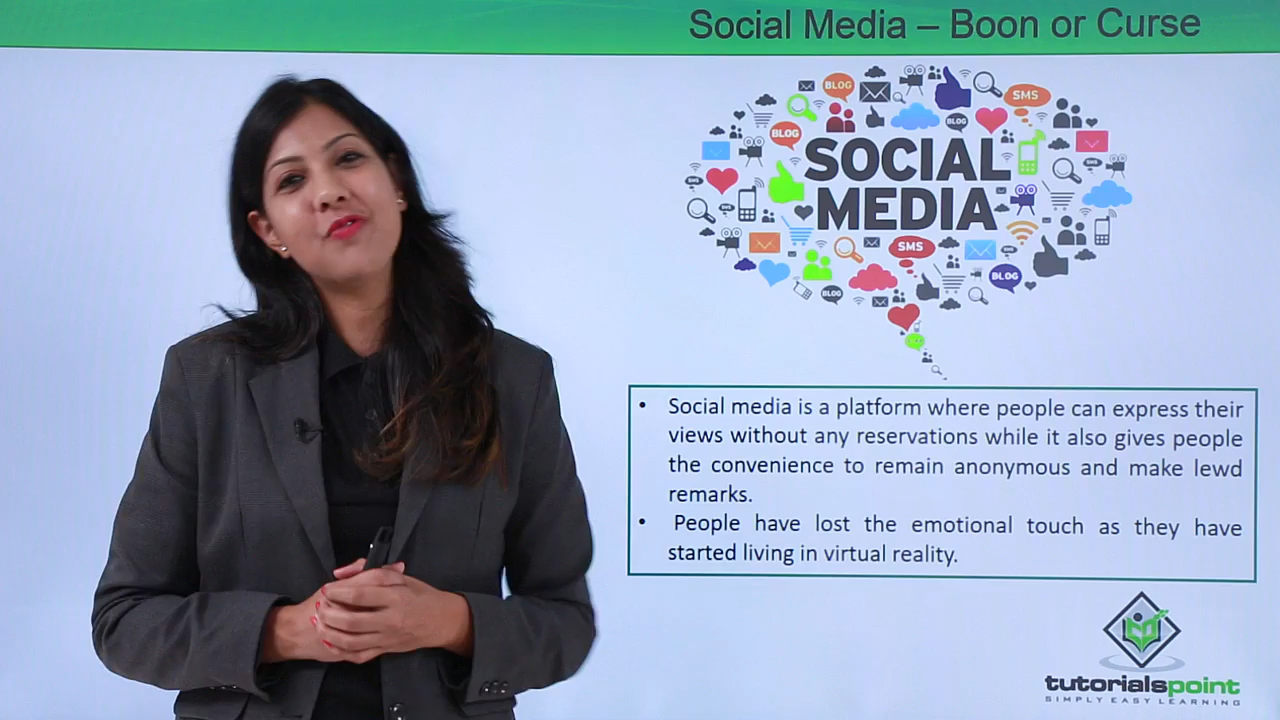 Social Media – Boon or Curse
BLOG
SMS
BLOG
BLOG
SOCIAL
MEDIA
SMS
BLOG
BLOG
• Social media is a platform where people can express their
views without any reservations while it also gives people
the convenience to remain anonymous and make lewd
remarks.
• People have lost the emotional touch as they have
started living in virtual reality.
tutorialspoint
SIMPLY EASY LEARNING